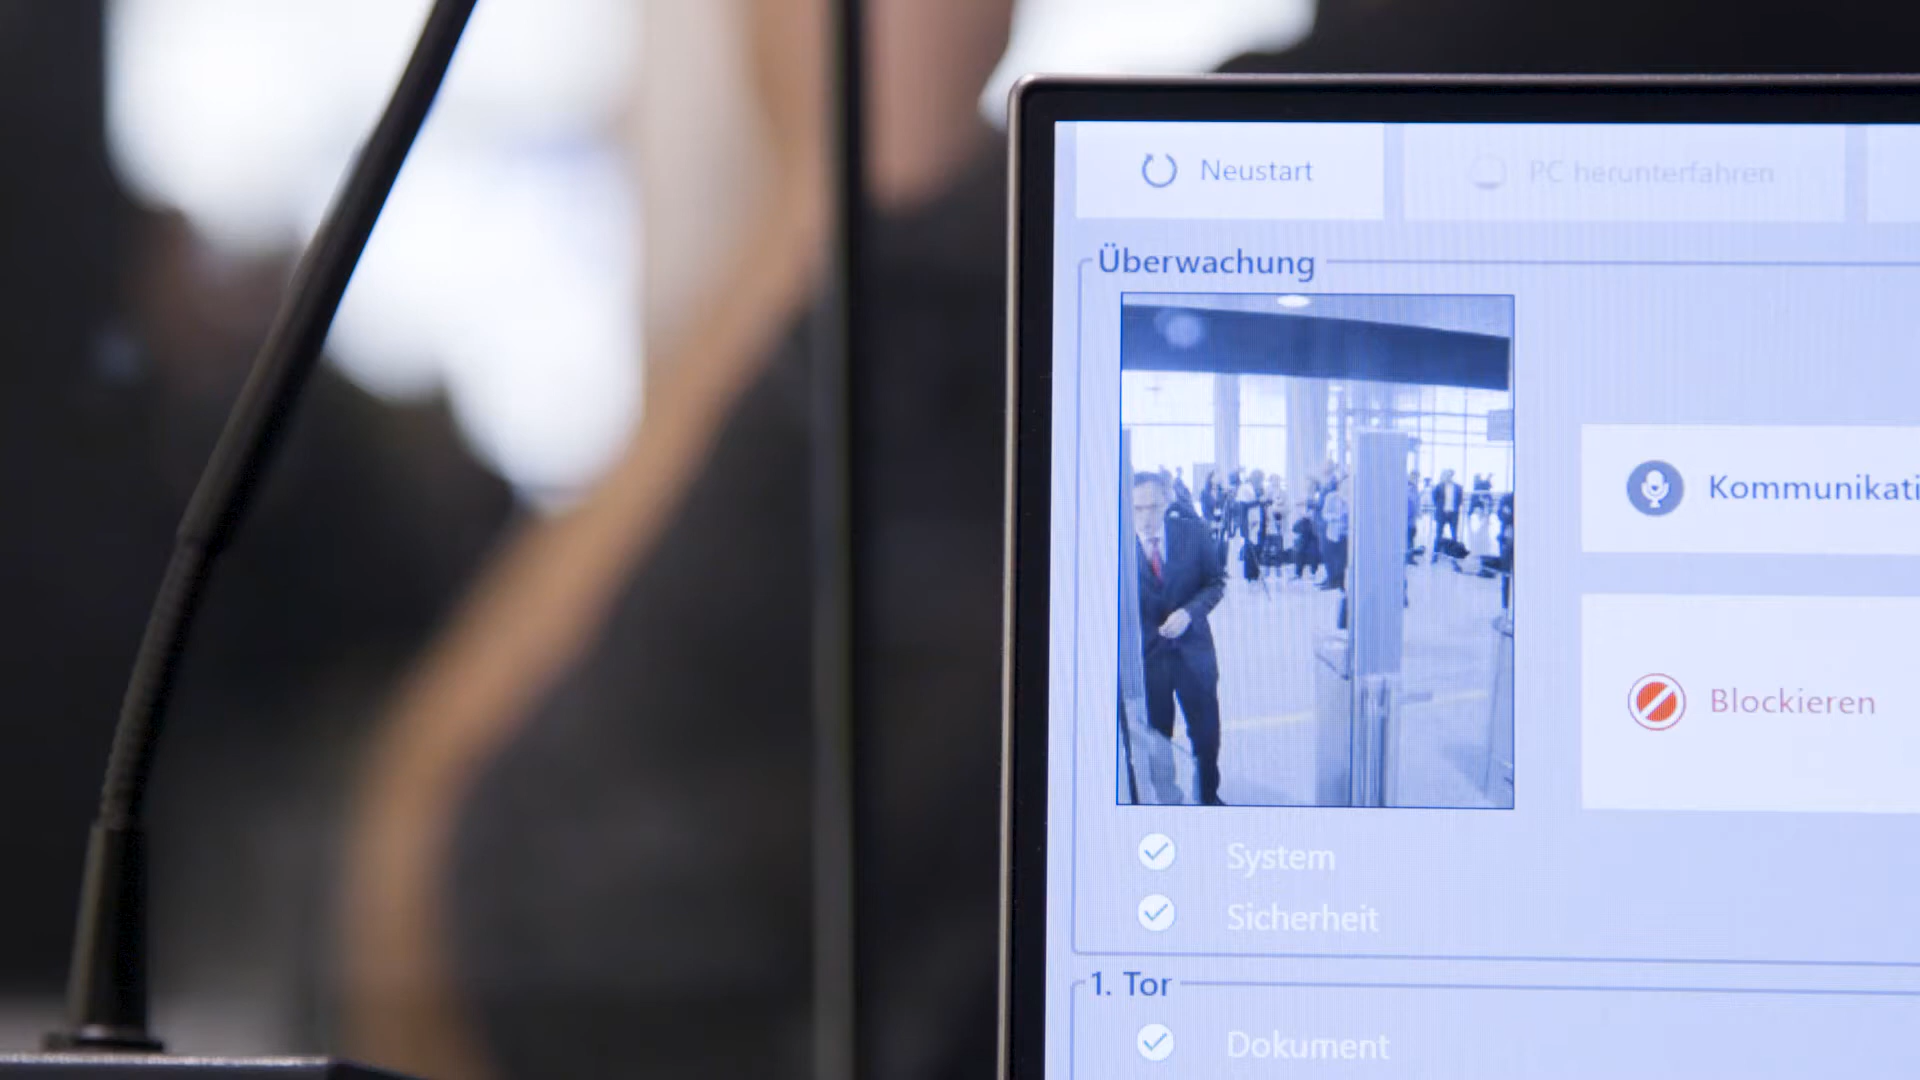 Neustart
PC herunterfahren
Überwachung
Kommunikati
Blockieren
System
Sicherheit
1. Tor
Dokument